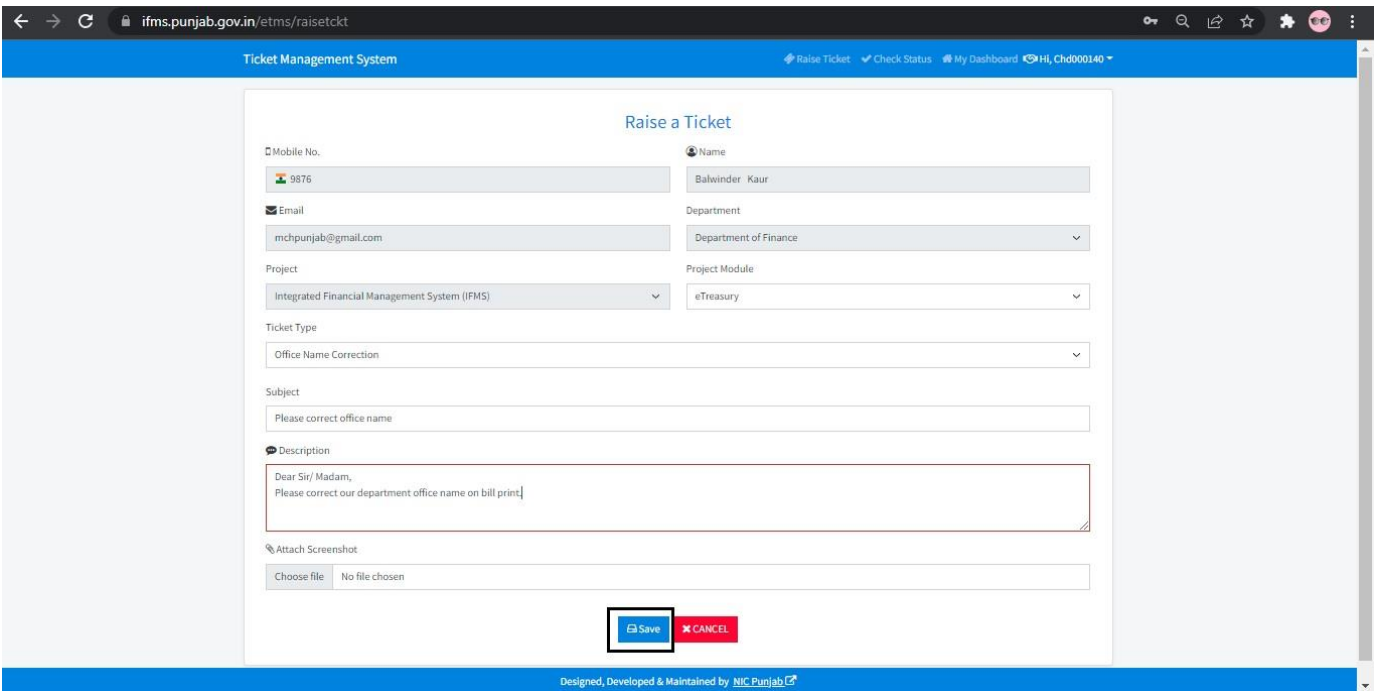 ifms.punjab.gov.in/etms/raisetckt
Ticket Management System
Raise Ticket Check Status My Dashboard Hi, Chd000140
Raise a Ticket
Mobile No. Name
9876 Balwinder Kaur
Email Department
mchpunjab@gmail.com Department of Finance
Project Project Module
Integrated Financial Management System (IFMS) eTreasury
Ticket Type
Office Name Correction
Subject
Please correct office name
Description
Dear Sir/ Madam,
Please correct our department office name on bill print.
Attach Screenshot
Choose file No file chosen
Save CANCEL
Designed, Developed & Maintained by NIC Punjab